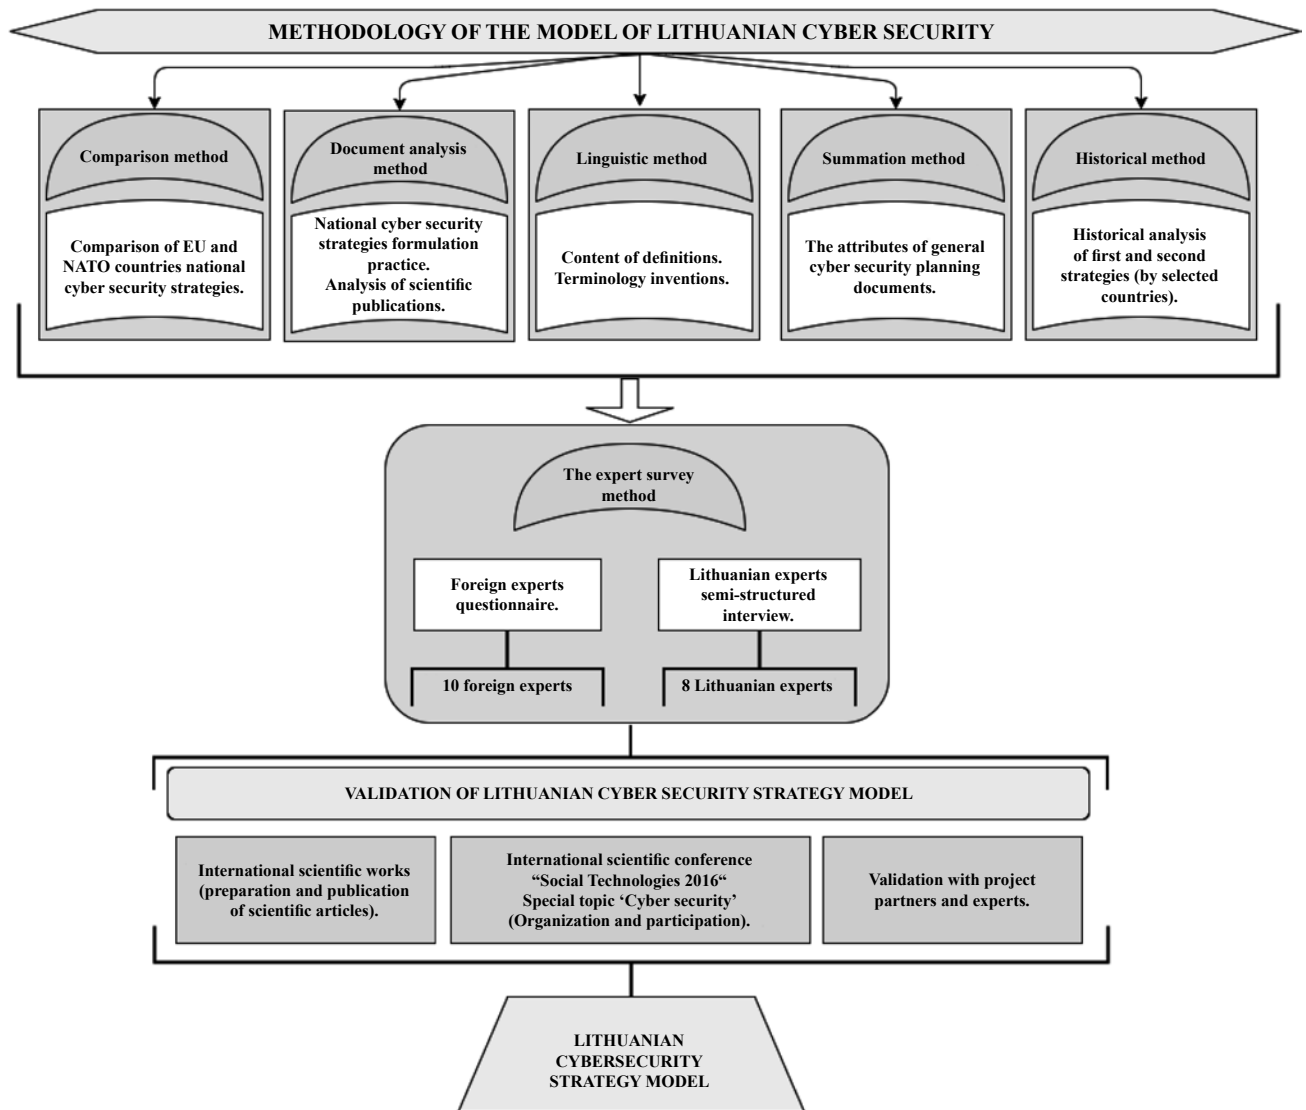 METHODOLOGY OF THE MODEL OF LITHUANIAN CYBER SECURITY
Comparison method
Comparison of EU and
NATO countries national
cyber security strategies.
Document analysis
method
National cyber security
strategies formulation
practice.
Analysis of scientific
publications.
Linguistic method
Content of definitions.
Terminology inventions.
Summation method
The attributes of general
cyber security planning
documents.
Historical method
Historical analysis
of first and second
strategies (by selected
countries).
The expert survey
method
Foreign experts
questionnaire.
10 foreign experts
Lithuanian experts
semi-structured
interview.
8 Lithuanian experts
VALIDATION OF LITHUANIAN CYBER SECURITY STRATEGY MODEL
International scientific works
(preparation and publication
of scientific articles).
International scientific conference
“Social Technologies 2016“
Special topic ‘Cyber security’
(Organization and participation).
Validation with project
partners and experts.
LITHUANIAN
CYBERSECURITY
STRATEGY MODEL